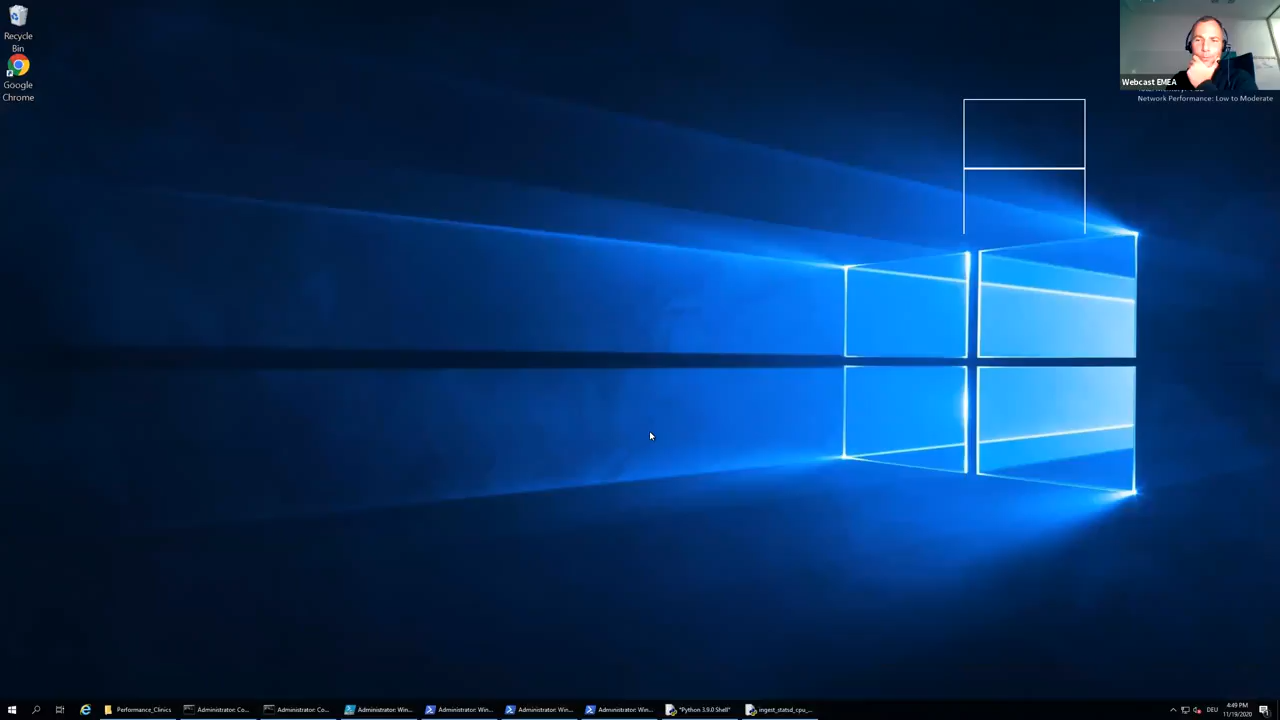 Recycle
Bin
Google
Chrome
Webcast EMEA
Network Performance: Low to Moderate
Performance_Clinics
Administrator: Co...
Administrator: Co...
Administrator: Win...
Administrator: Win...
Administrator: Win...
Administrator: Win...
*Python 3.9.0 Shell*
ingest_statsd_cpu_...
DEU
4:49 PM
11/19/2020